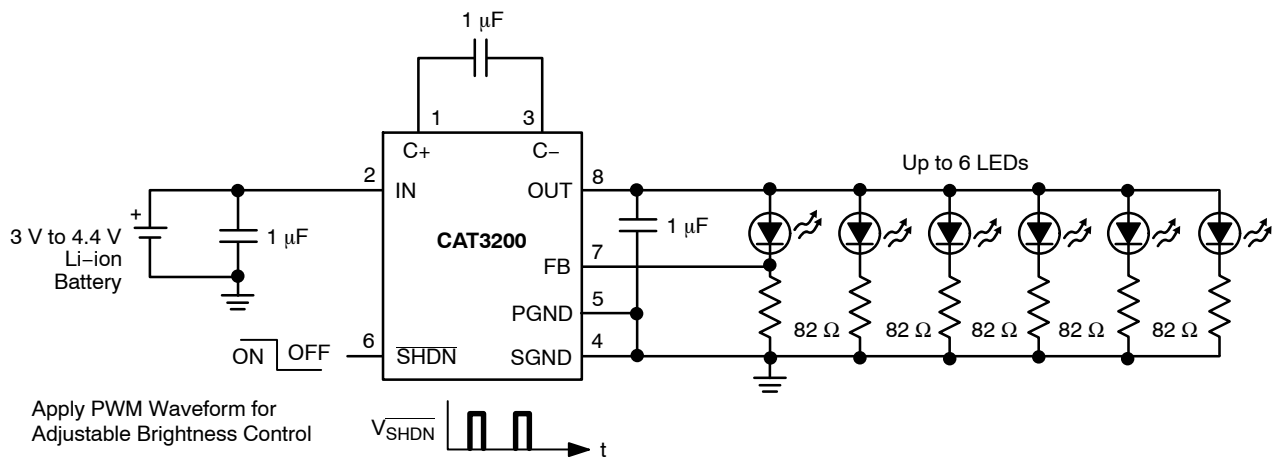 1 μF
1
3
C+
C−
2
IN
OUT
8
Up to 6 LEDs
+
3 V to 4.4 V
Li−ion
Battery
1 μF
CAT3200
1 μF
FB
7
PGND
5
82 Ω
82 Ω
82 Ω
82 Ω
82 Ω
ON
OFF
6
SHDN
SGND
4
Apply PWM Waveform for
Adjustable Brightness Control
VSHDN
t